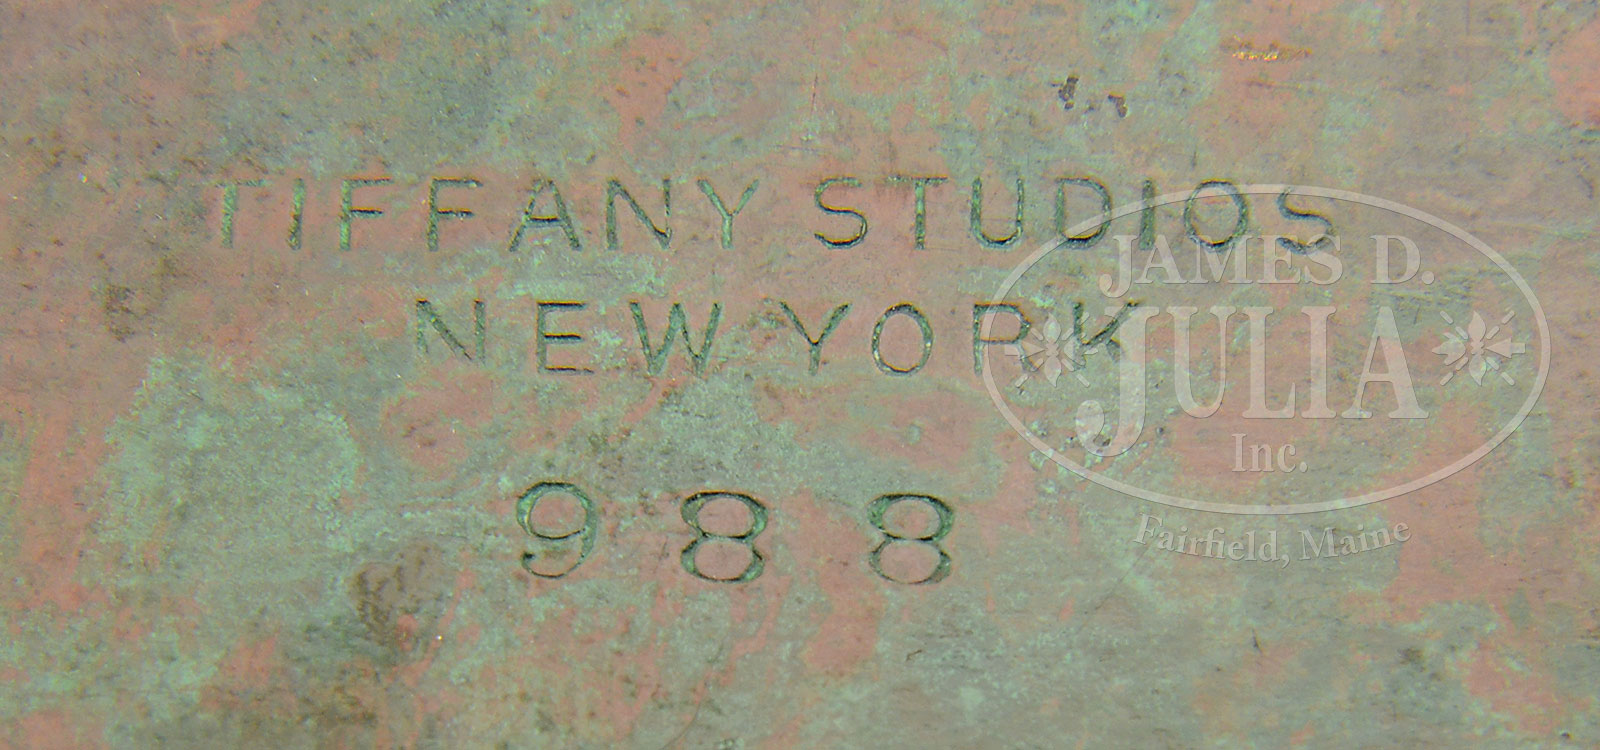 TIFFANY STUDIOS
NEW YORK
988
JAMES D.
JULIA
Inc.
Fairfield, Maine